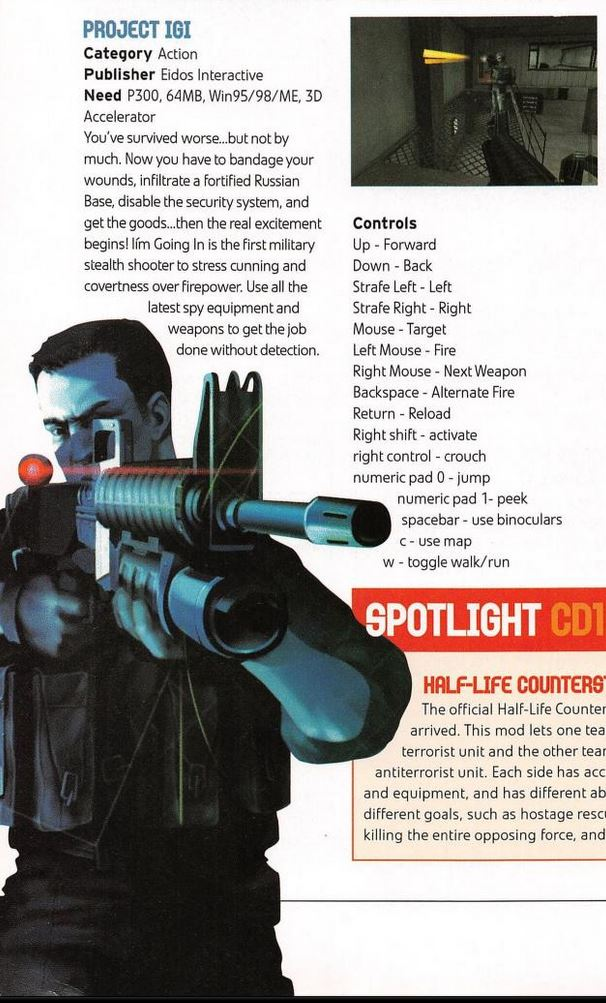 PROJECT IGI
Category Action
Publisher Eidos Interactive
Need P300, 64MB, Win95/98/ME, 3D
Accelerator
You've survived worse...but not by
much. Now you have to bandage your
wounds, infiltrate a fortified Russian
Base, disable the security system, and
get the goods...then the real excitement
begins! Iím Going In is the first military
stealth shooter to stress cunning and
covertness over firepower. Use all the
latest spy equipment and
weapons to get the job
done without detection.
Controls
Up - Forward
Down - Back
Strafe Left - Left
Strafe Right - Right
Mouse - Target
Left Mouse - Fire
Right Mouse - Next Weapon
Backspace - Alternate Fire
Return - Reload
Right shift - activate
right control - crouch
numeric pad 0 - jump
numeric pad 1- peek
spacebar - use binoculars
c - use map
w - toggle walk/run
SPOTLIGHT CD1
HALF-LIFE COUNTERS
The official Half-Life Counter
arrived. This mod lets one tea
terrorist unit and the other tear
antiterrorist unit. Each side has acc
and equipment, and has different ab
different goals, such as hostage rescu
killing the entire opposing force, and